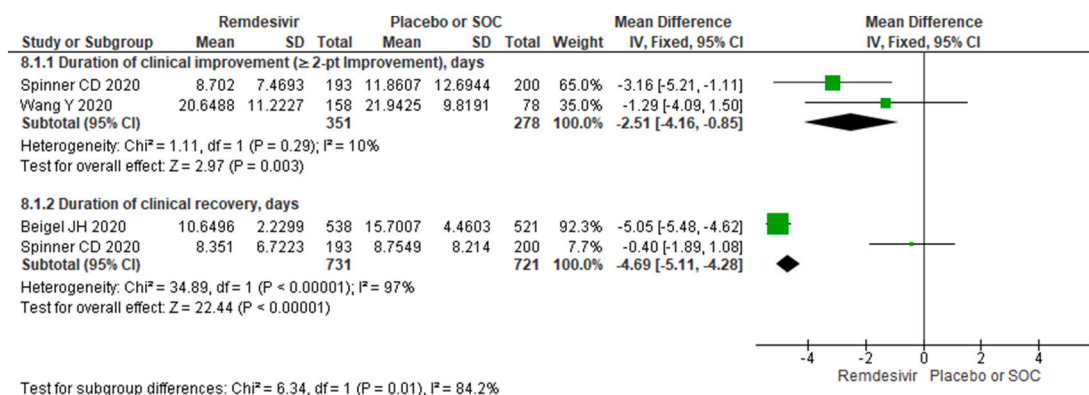 Remdesivir Placebo or SOC Mean Difference Mean Difference
Study or Subgroup Mean SD Total Mean SD Total Weight IV, Fixed, 95% CI IV, Fixed, 95% CI
8.1.1 Duration of clinical improvement (≥ 2-pt Improvement), days
Spinner CD 2020 8.702 7.4693 193 11.8607 12.6944 200 65.0% -3.16 [-5.21, -1.11]
Wang Y 2020 20.6488 11.2227 158 21.9425 9.8191 78 35.0% -1.29 [-4.09, 1.50]
Subtotal (95% CI) 351 278 100.0% -2.51 [-4.16, -0.85]
Heterogeneity: Chi² = 1.11, df = 1 (P = 0.29); I² = 10%
Test for overall effect: Z = 2.97 (P = 0.003)
8.1.2 Duration of clinical recovery, days
Beigel JH 2020 10.6496 2.2299 538 15.7007 4.4603 521 92.3% -5.05 [-5.48, -4.62]
Spinner CD 2020 8.351 6.7223 193 8.7549 8.214 200 7.7% -0.40 [-1.89, 1.08]
Subtotal (95% CI) 731 721 100.0% -4.69 [-5.11, -4.28]
Heterogeneity: Chi² = 34.89, df = 1 (P < 0.00001); I² = 97%
Test for overall effect: Z = 22.44 (P < 0.00001)
-4 -2 0 2 4
Remdesivir Placebo or SOC
Test for subgroup differences: Chi² = 6.34, df = 1 (P = 0.01), I² = 84.2%